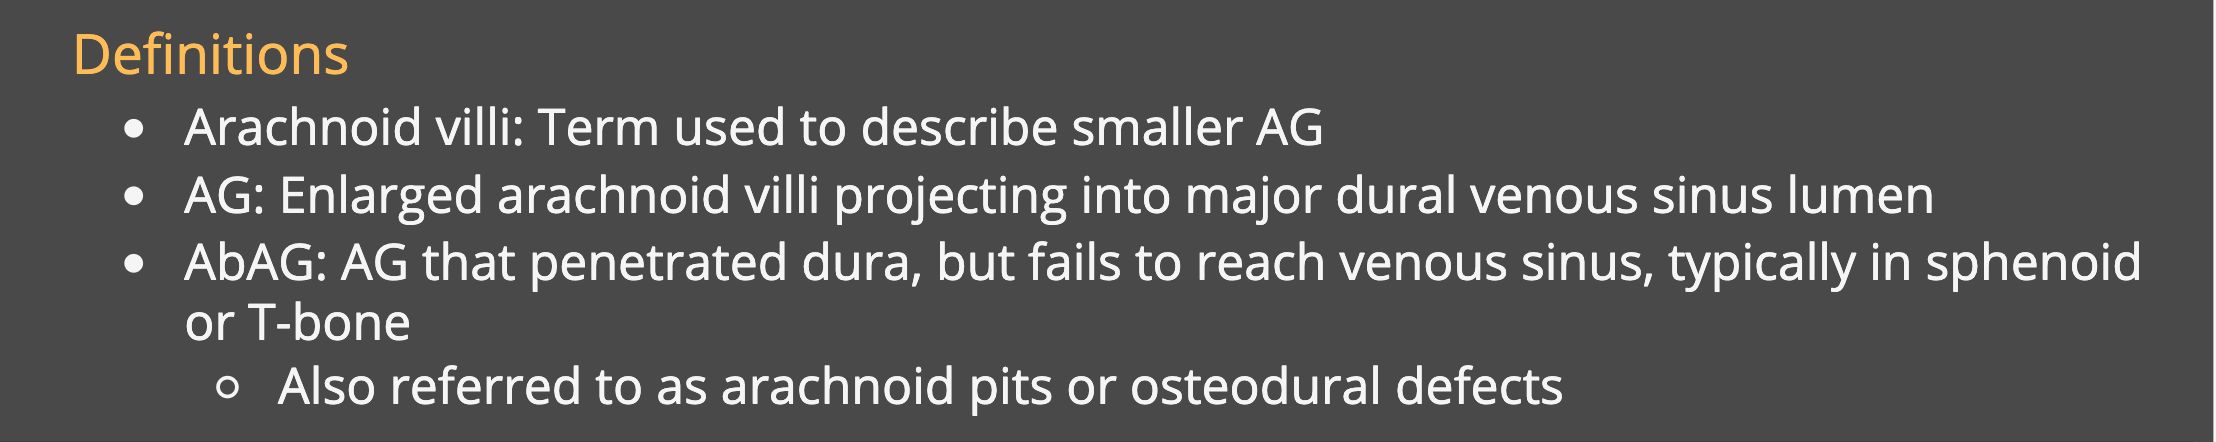 Definitions
• Arachnoid villi: Term used to describe smaller AG
• AG: Enlarged arachnoid villi projecting into major dural venous sinus lumen
• AbAG: AG that penetrated dura, but fails to reach venous sinus, typically in sphenoid
or T-bone
○ Also referred to as arachnoid pits or osteodural defects